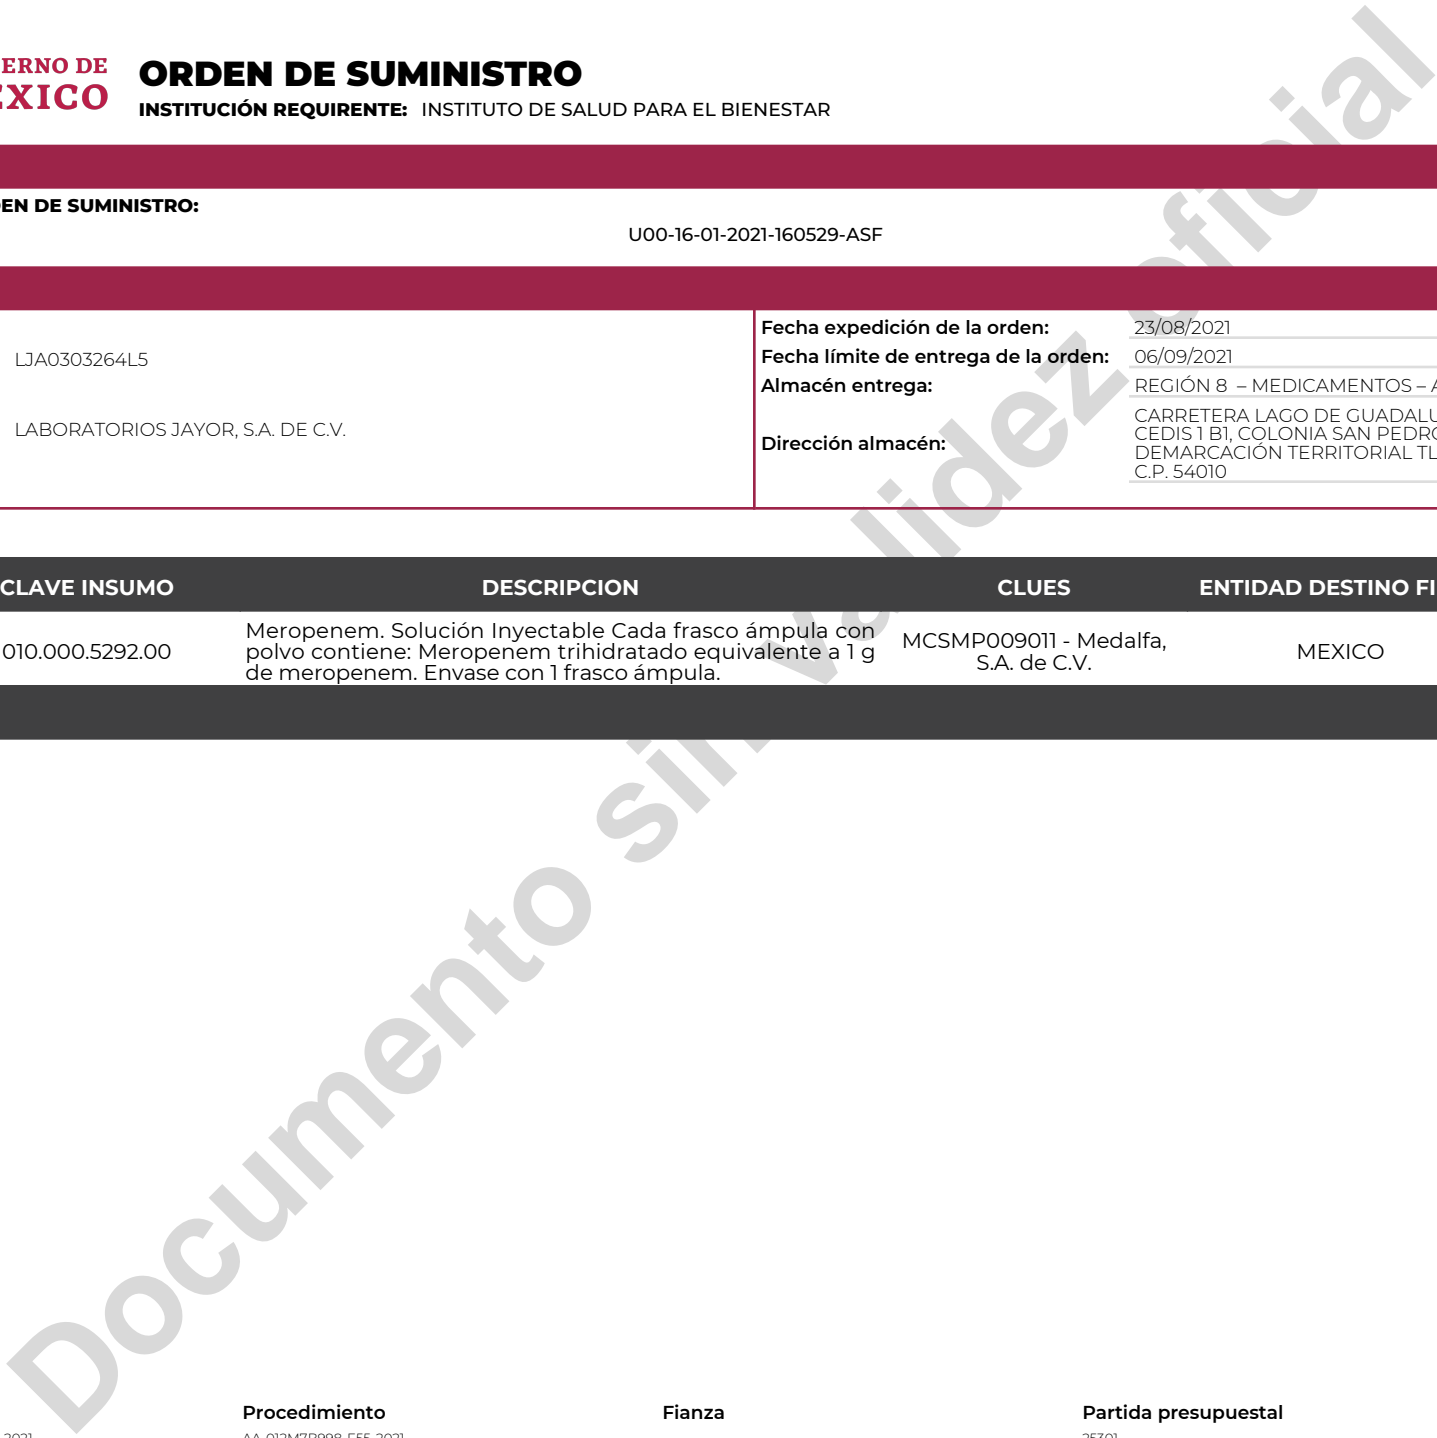 ERNO DE
EXICO
ORDEN DE SUMINISTRO
INSTITUCIÓN REQUIRENTE: INSTITUTO DE SALUD PARA EL BIENESTAR
EN DE SUMINISTRO:
U00-16-01-2021-160529-ASF
LJA0303264L5
LABORATORIOS JAYOR, S.A. DE C.V.
Fecha expedición de la orden: 23/08/2021
Fecha límite de entrega de la orden: 06/09/2021
Almacén entrega: REGIÓN 8 – MEDICAMENTOS – A
Dirección almacén:
CARRETERA LAGO DE GUADALU
CEDIS 1 B1, COLONIA SAN PEDRO
DEMARCACIÓN TERRITORIAL TL
C.P. 54010
CLAVE INSUMO DESCRIPCION CLUES ENTIDAD DESTINO FI
010.000.5292.00
Meropenem. Solución Inyectable Cada frasco ámpula con
polvo contiene: Meropenem trihidratado equivalente a 1 g
de meropenem. Envase con 1 frasco ámpula.
MCSMP009011 - Medalfa,
S.A. de C.V.
MEXICO
Documento sin validez oficial
Procedimiento Fianza Partida presupuestal